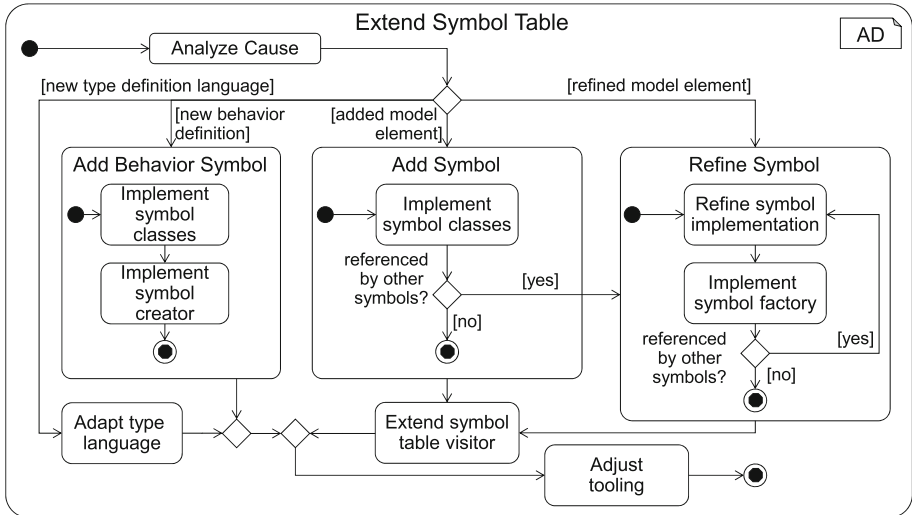 Extend Symbol Table
AD
Analyze Cause
[new type definition language]
[refined model element]
[new behavior
definition]
[added model
element]
Add Behavior Symbol
Implement
symbol
classes
Implement
symbol
creator
Add Symbol
Implement
symbol classes
referenced
by other
symbols?
[yes]
[no]
Refine Symbol
Refine symbol
implementation
Implement
symbol factory
referenced
by other
symbols?
[yes]
[no]
Adapt type
language
Extend symbol
table visitor
Adjust
tooling